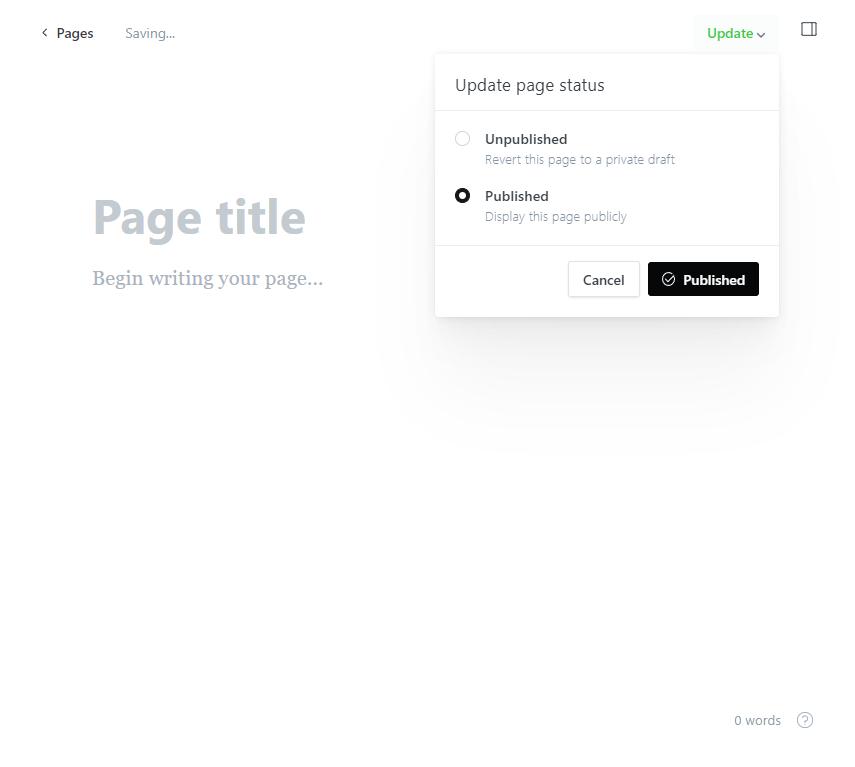 Pages
Saving...
Update
Update page status
Unpublished
Revert this page to a private draft
Published
Display this page publicly
Cancel
Published
Page title
Begin writing your page...
0 words
?